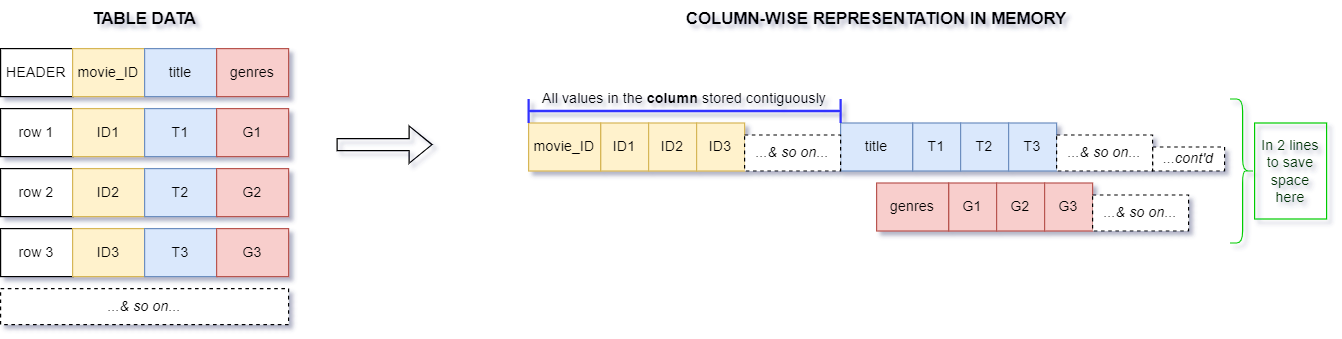 TABLE DATA
COLUMN-WISE REPRESENTATION IN MEMORY
HEADER movie_ID title genres
row 1 ID1 T1 G1
row 2 ID2 T2 G2
row 3 ID3 T3 G3
...& so on...
All values in the column stored contiguously
movie_ID ID1 ID2 ID3 ...& so on... title T1 T2 T3 ...& so on... ...cont'd
genres G1 G2 G3 ...& so on...
In 2 lines
to save
space
here